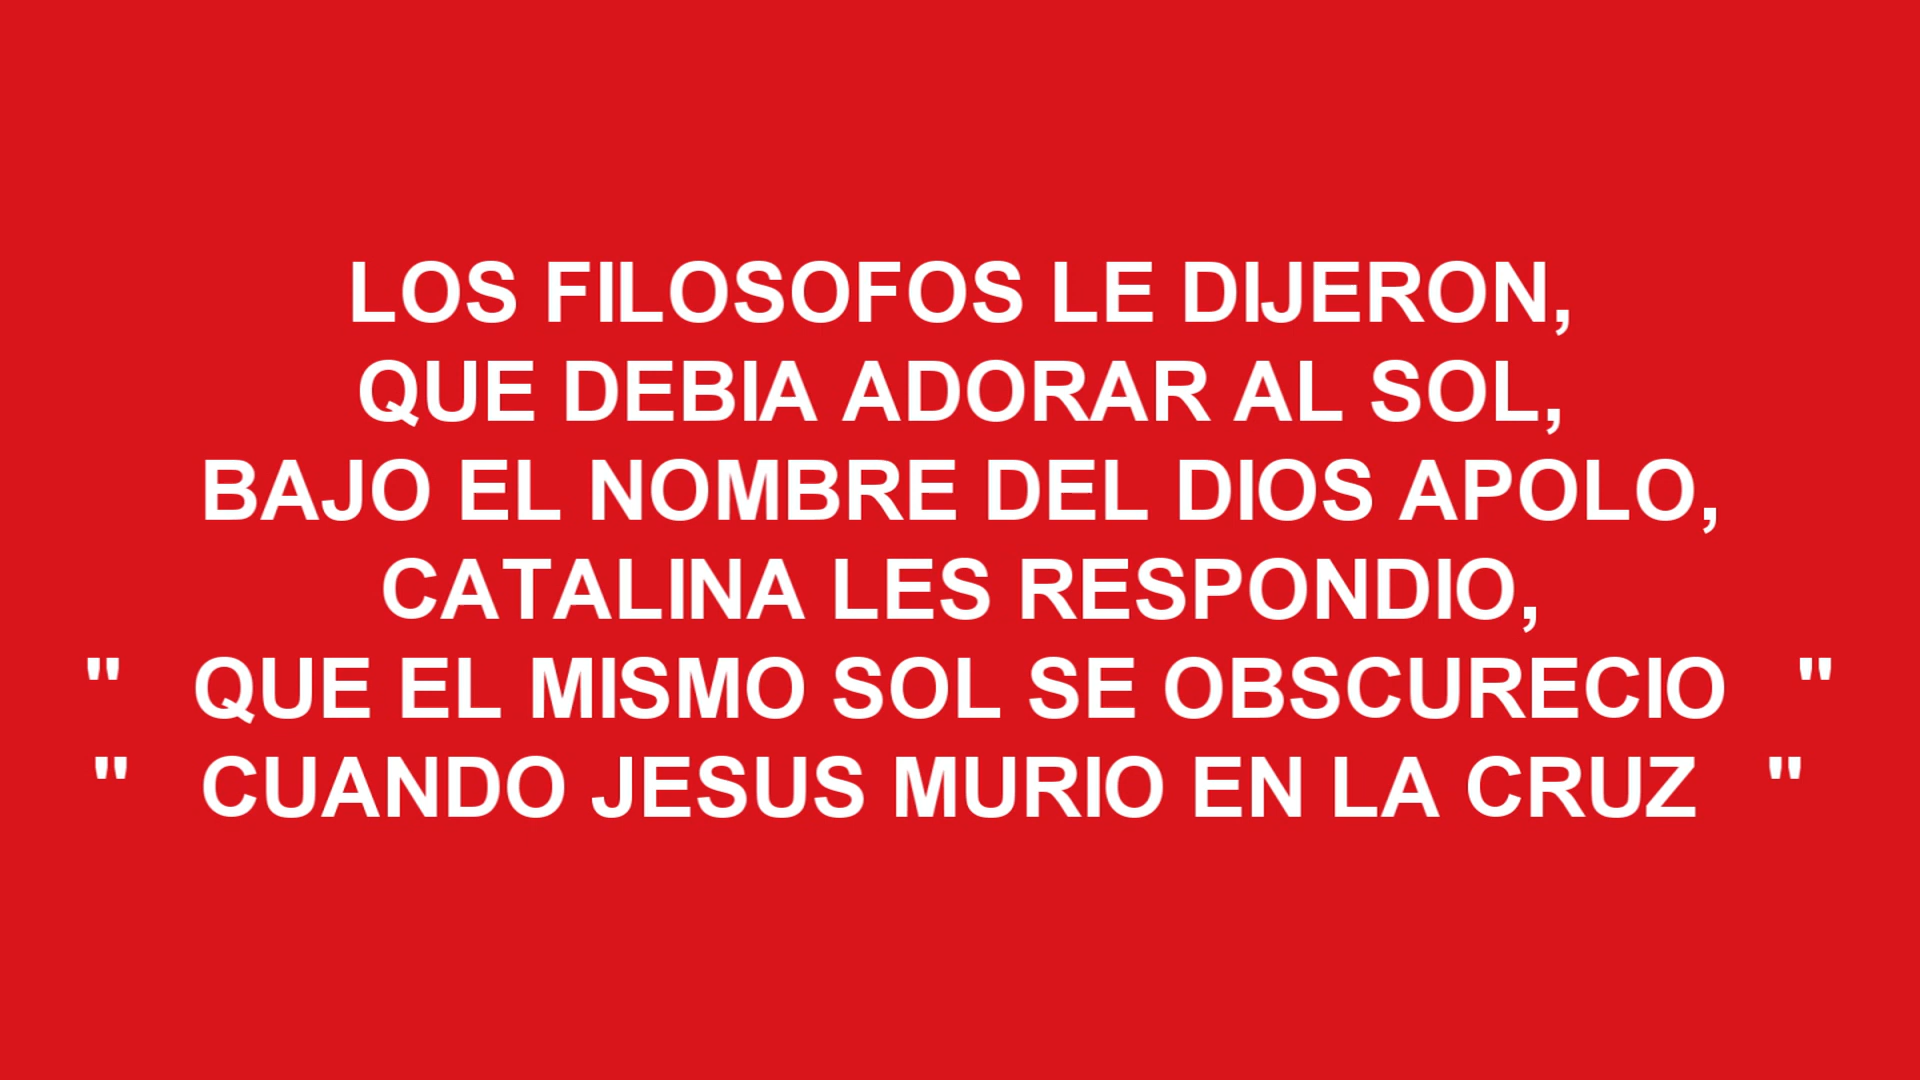 LOS FILOSOFOS LE DIJERON,
QUE DEBIA ADORAR AL SOL,
BAJO EL NOMBRE DEL DIOS APOLO,
CATALINA LES RESPONDIO,
" QUE EL MISMO SOL SE OBSCURECIO "
" CUANDO JESUS MURIO EN LA CRUZ "